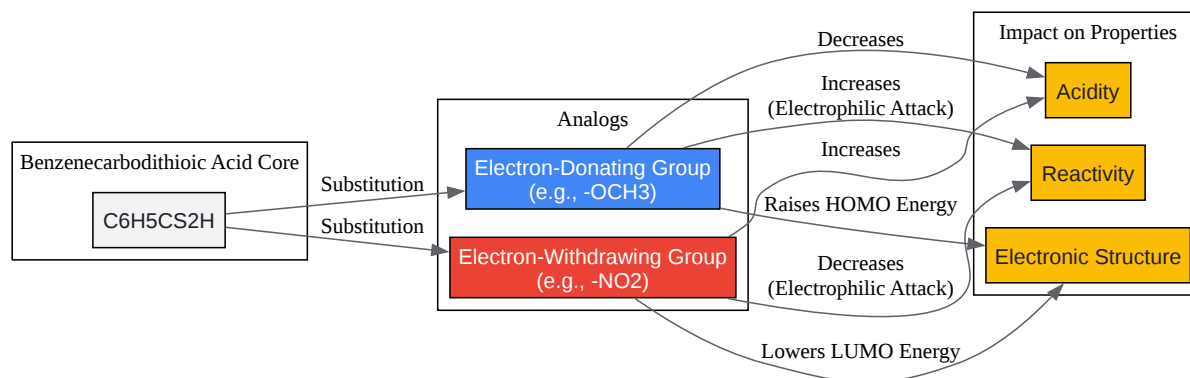 Benzenecarbodithioic Acid Core
C6H5CS2H
Substitution
Substitution
Analogs
Electron-Donating Group
(e.g., -OCH3)
Electron-Withdrawing Group
(e.g., -NO2)
Decreases
Increases
(Electrophilic Attack)
Increases
Raises HOMO Energy
Decreases
(Electrophilic Attack)
Lowers LUMO Energy
Impact on Properties
Acidity
Reactivity
Electronic Structure